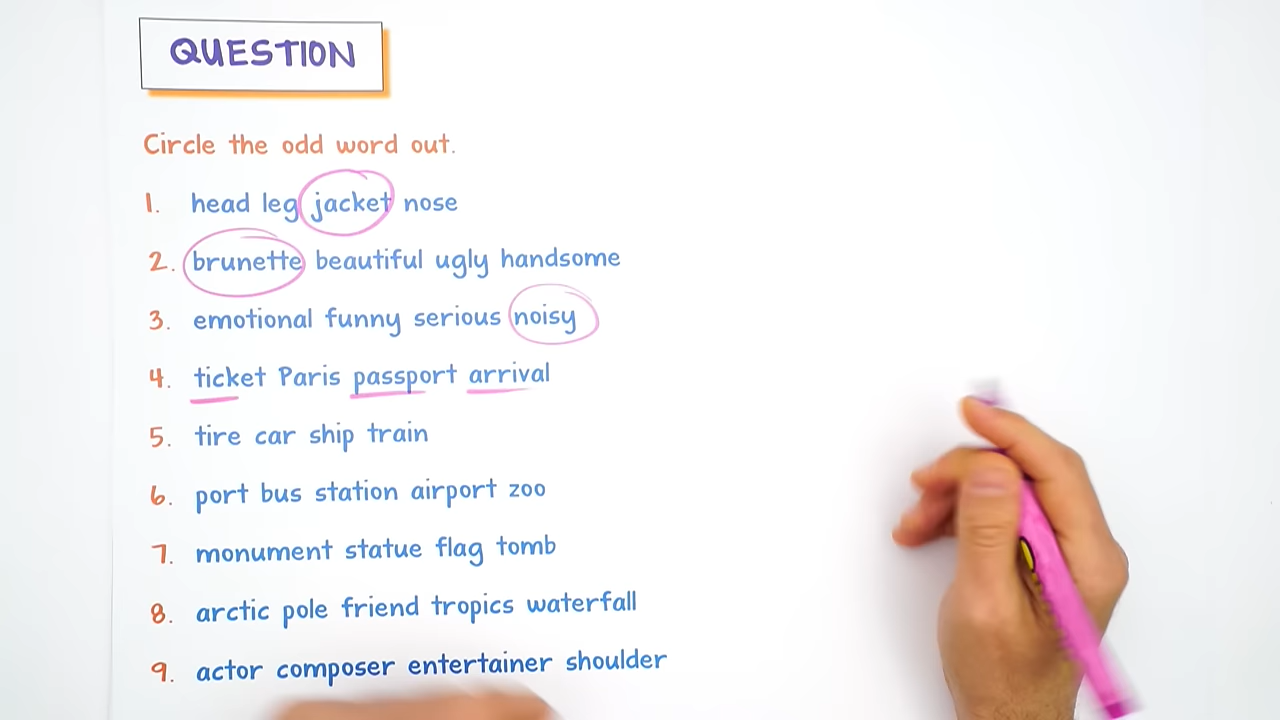 QUESTION
Circle the odd word out.
1. head leg jacket nose
2. brunette beautiful ugly handsome
3. emotional funny serious noisy
4. ticket Paris passport arrival
5. tire car ship train
6. port bus station airport zoo
7. monument statue flag tomb
8. arctic pole friend tropics waterfall
9. actor composer entertainer shoulder